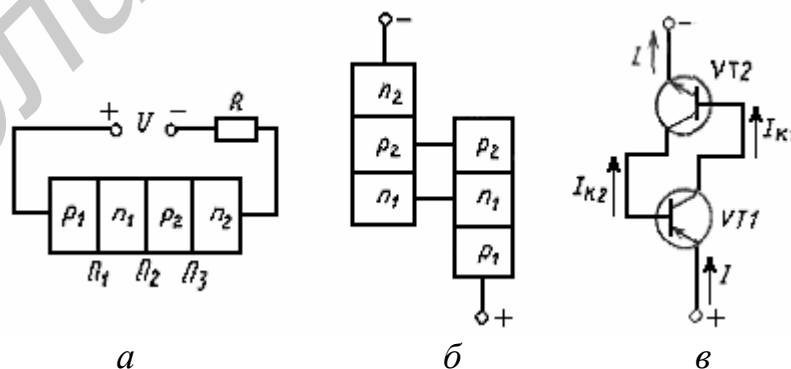 + U − R
p₁ n₁ p₂ n₂
П₁ П₂ П₃
−
n₂
p₂ p₂
n₁ n₁
p₁
+
−
I VT2
Iк1
Iк2
VT1
I
+
а б в